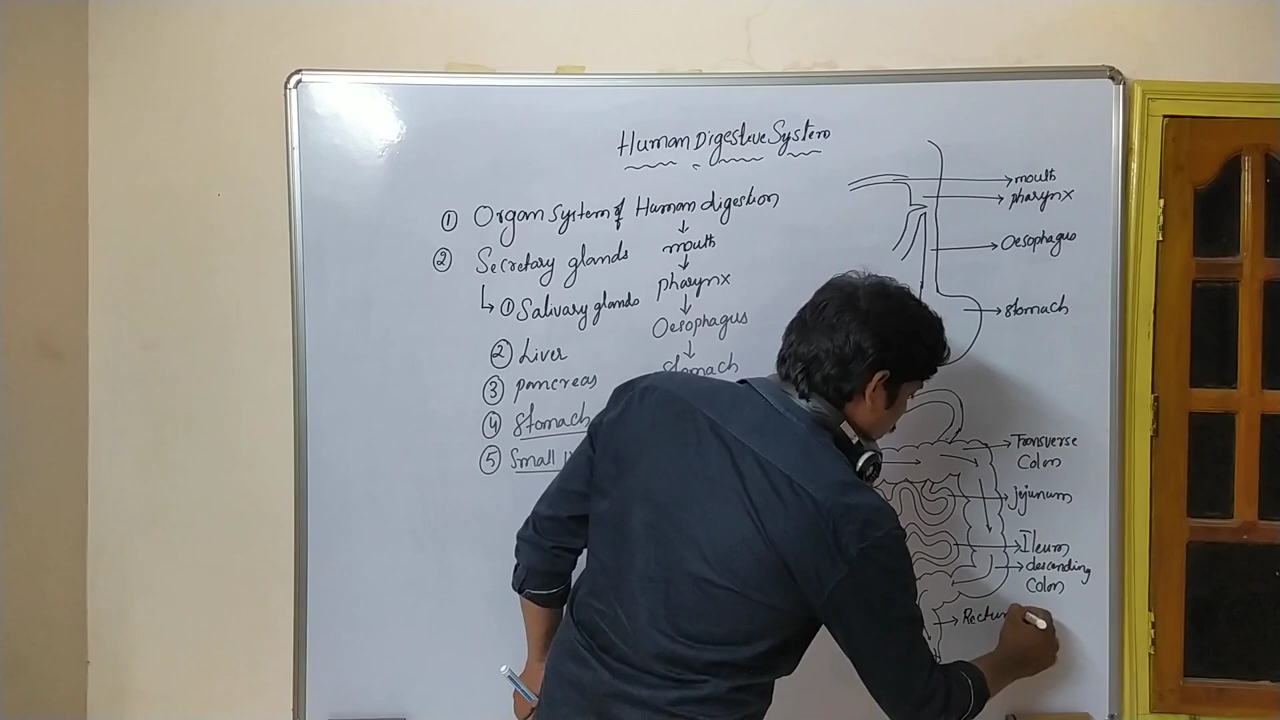 Human Digestive System
① Organ System of Human digestion
② Secretary glands
① Salivary glands
② Liver
③ pancreas
④ Stomach
⑤ Small
mouth
pharynx
Oesophagus
stomach
mouth
pharynx
Oesophagus
stomach
Transverse
Colon
jejunum
Ileum
descending
Colon
Rectum